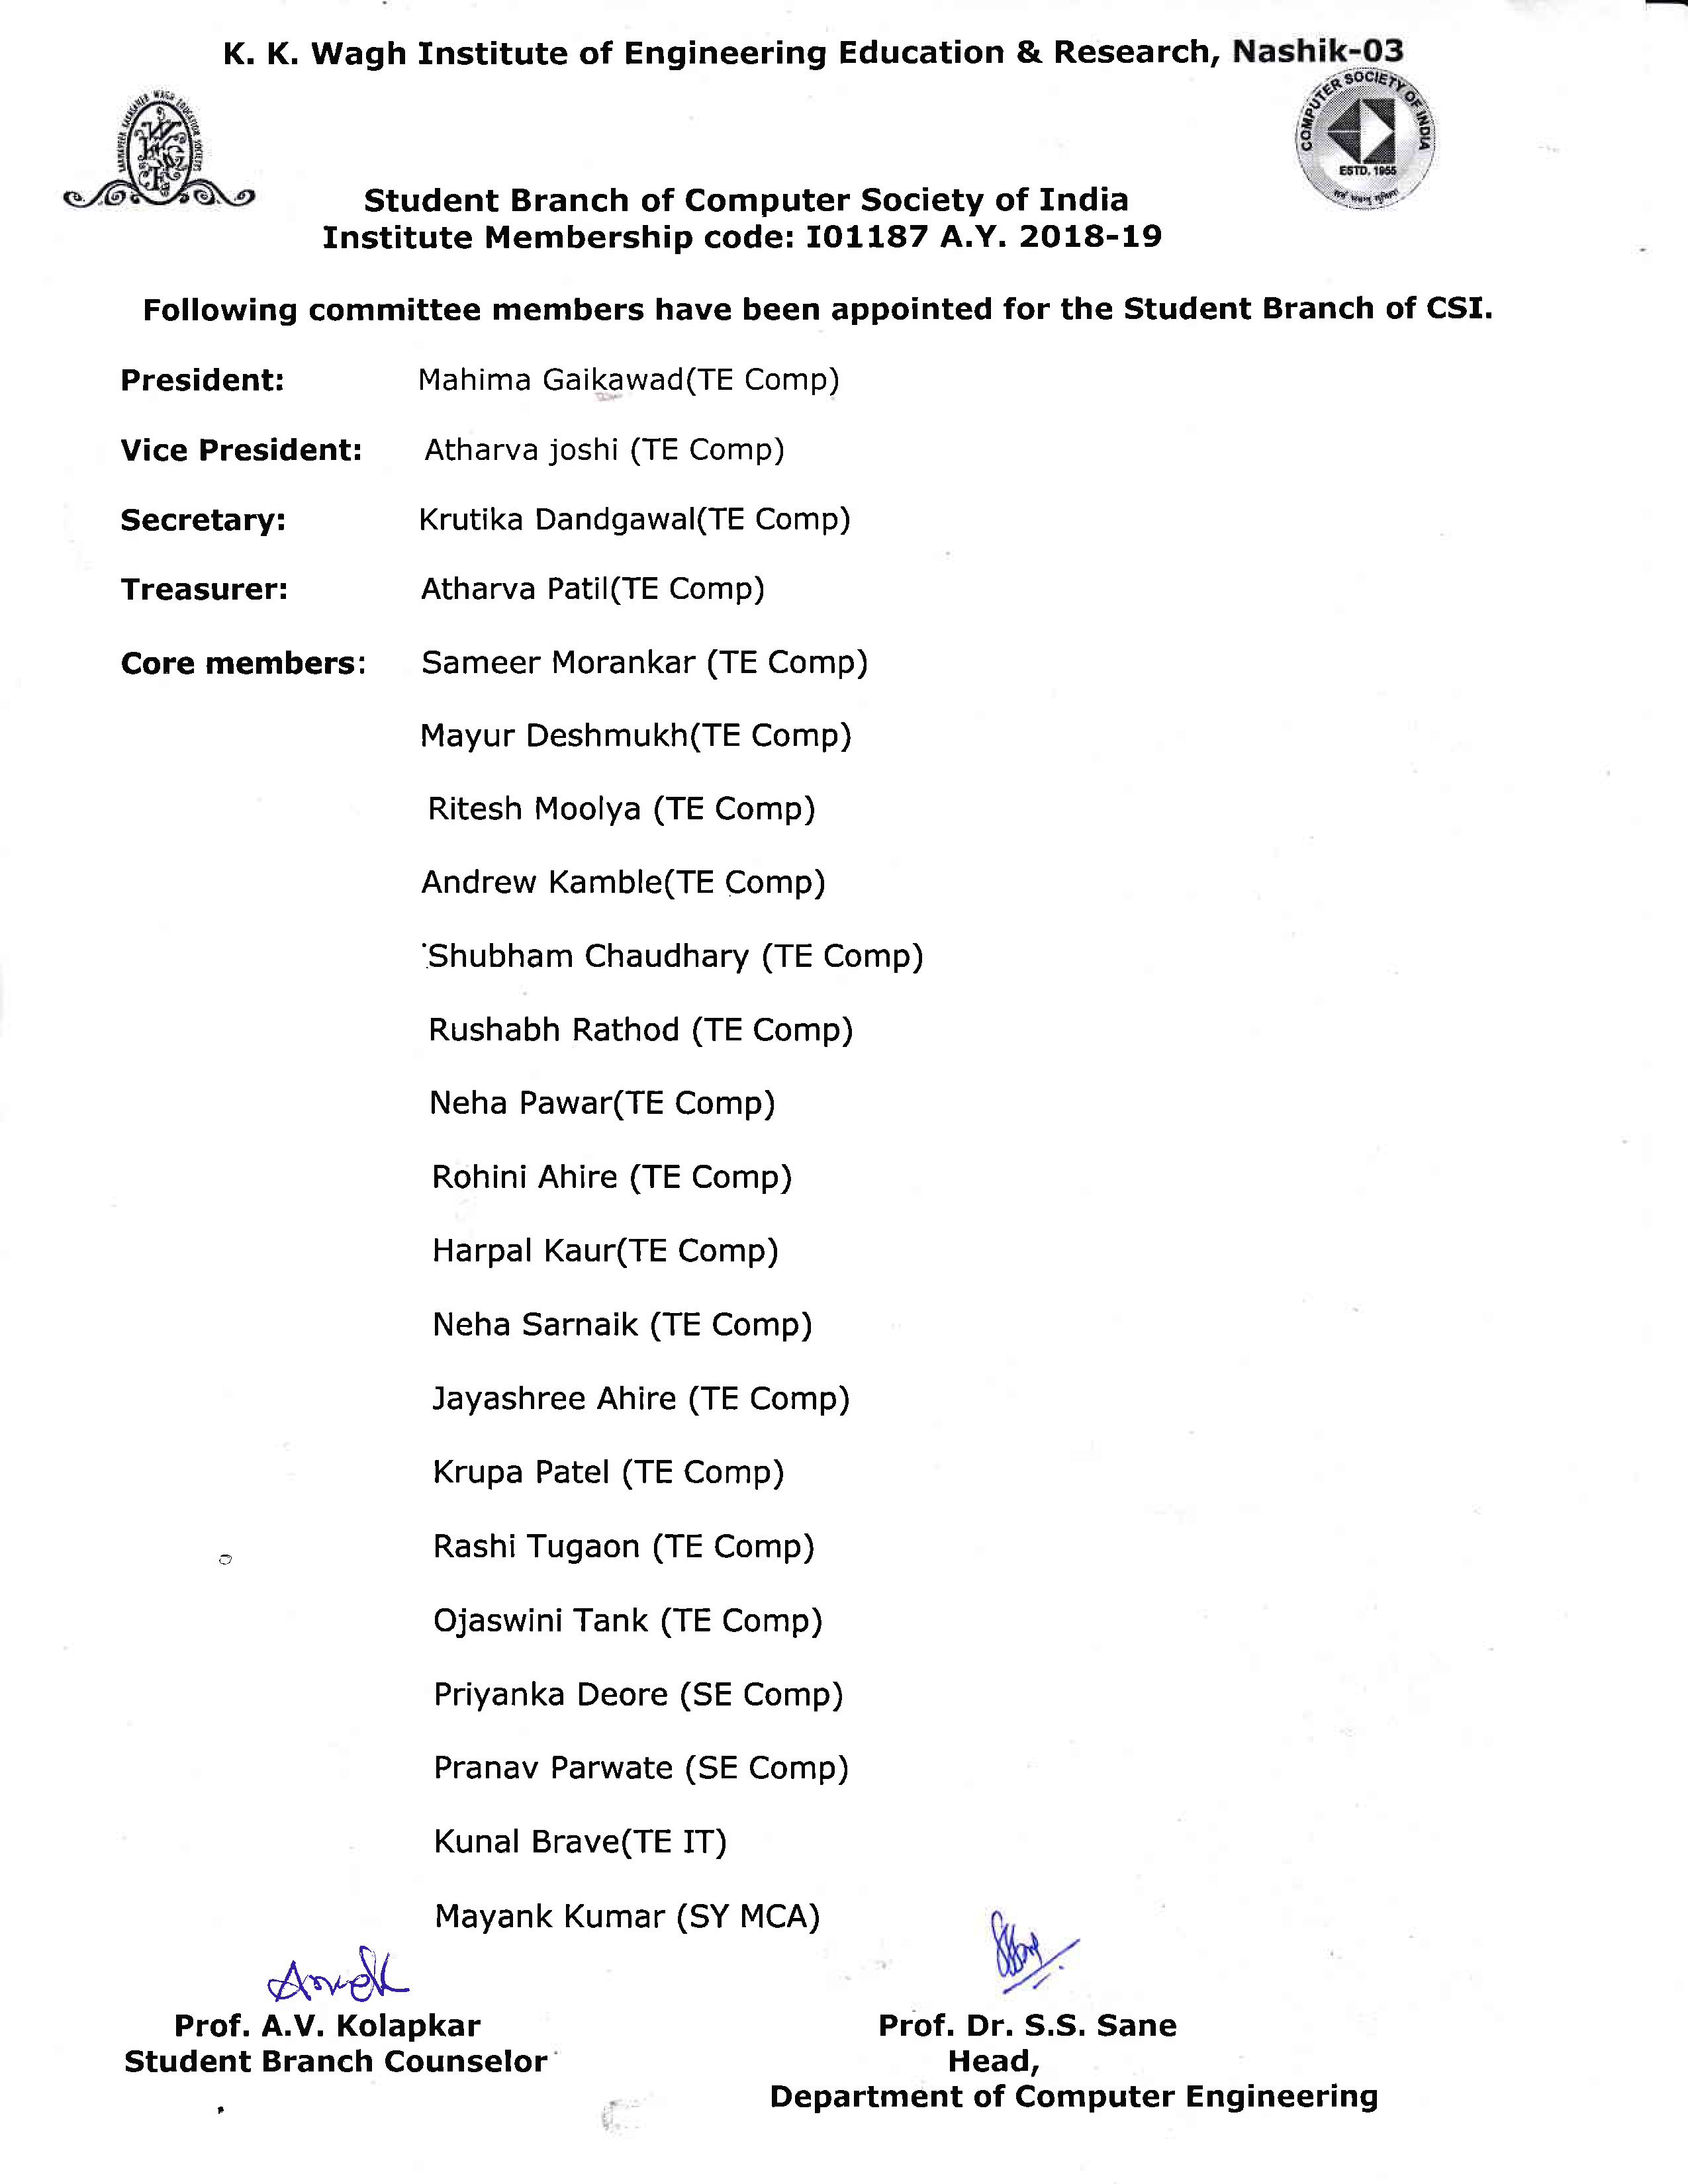 K. K. Wagh Institute of Engineering Education & Research, Nashik-03
COMPUTER SOCIETY OF INDIA
ESTD. 1955
Student Branch of Computer Society of India
Institute Membership code: I01187 A.Y. 2018-19
Following committee members have been appointed for the Student Branch of CSI.
President: Mahima Gaikawad(TE Comp)
Vice President: Atharva joshi (TE Comp)
Secretary: Krutika Dandgawal(TE Comp)
Treasurer: Atharva Patil(TE Comp)
Core members: Sameer Morankar (TE Comp)
Mayur Deshmukh(TE Comp)
Ritesh Moolya (TE Comp)
Andrew Kamble(TE Comp)
Shubham Chaudhary (TE Comp)
Rushabh Rathod (TE Comp)
Neha Pawar(TE Comp)
Rohini Ahire (TE Comp)
Harpal Kaur(TE Comp)
Neha Sarnaik (TE Comp)
Jayashree Ahire (TE Comp)
Krupa Patel (TE Comp)
Rashi Tugaon (TE Comp)
Ojaswini Tank (TE Comp)
Priyanka Deore (SE Comp)
Pranav Parwate (SE Comp)
Kunal Brave(TE IT)
Mayank Kumar (SY MCA)
Prof. A.V. Kolapkar Prof. Dr. S.S. Sane
Student Branch Counselor Head,
Department of Computer Engineering